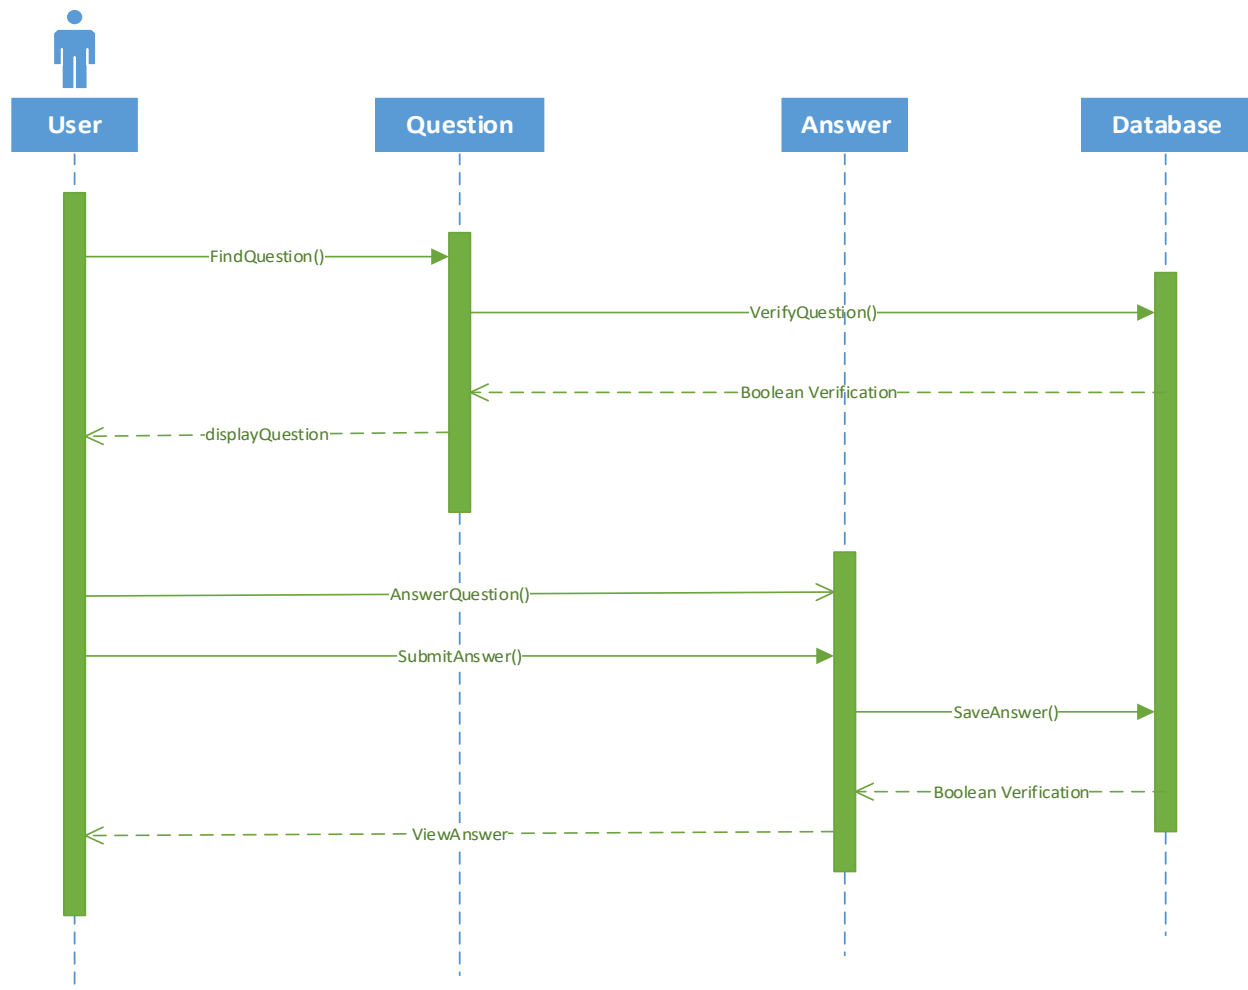 User
Question
Answer
Database
FindQuestion()
VerifyQuestion()
Boolean Verification
displayQuestion
AnswerQuestion()
SubmitAnswer()
SaveAnswer()
Boolean Verification
ViewAnswer